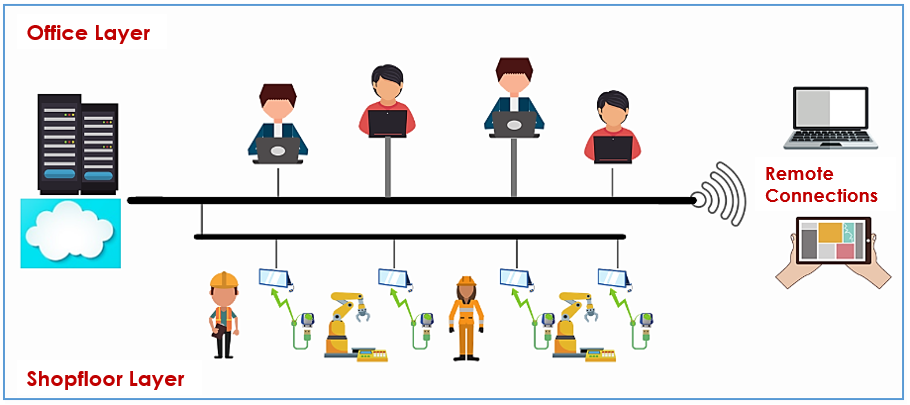 Office Layer
Remote
Connections
Shopfloor Layer